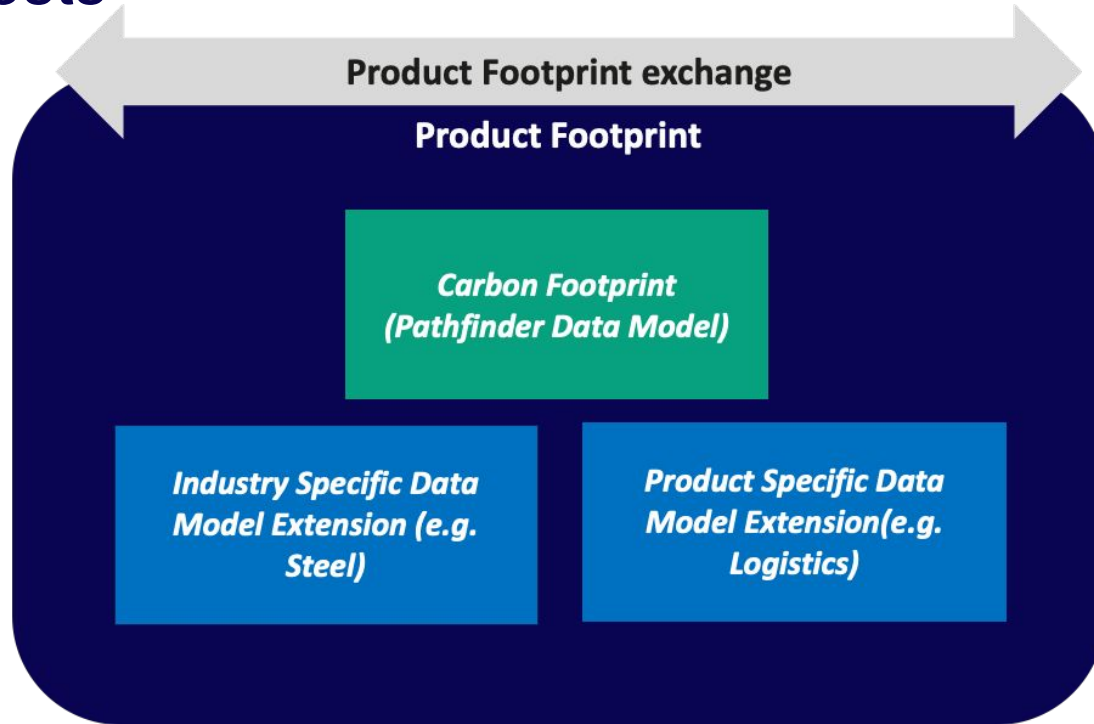 Product Footprint exchange
Product Footprint
Carbon Footprint
(Pathfinder Data Model)
Industry Specific Data
Model Extension (e.g.
Steel)
Product Specific Data
Model Extension(e.g.
Logistics)